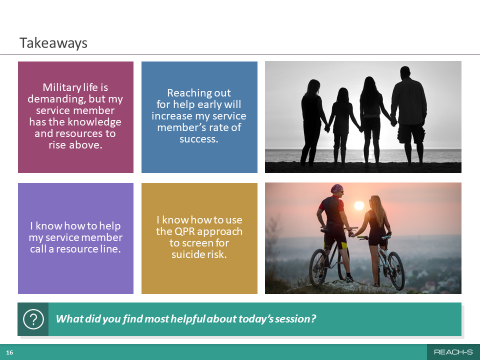 Takeaways
Military life is
demanding, but my
service member
has the knowledge
and resources to
rise above.
Reaching out
for help early will
increase my service
member's rate of
success.
I know how to help
my service member
call a resource line.
I know how to use
the QPR approach
to screen for
suicide risk.
? What did you find most helpful about today's session?
16
REACH-S